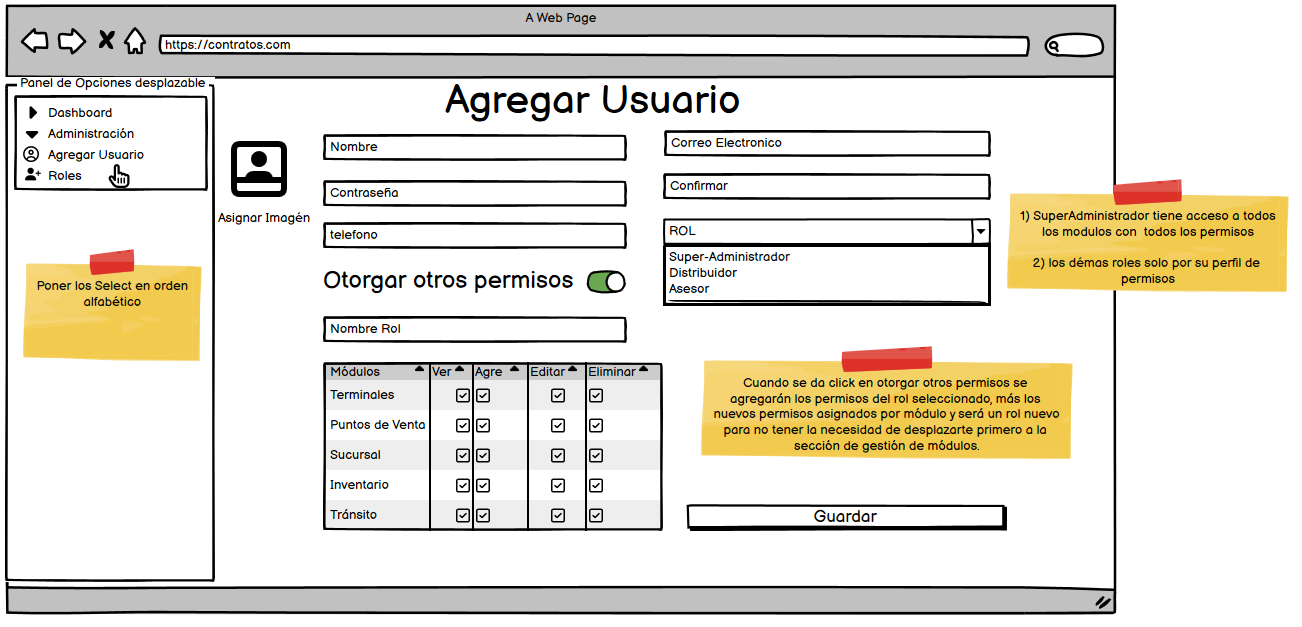 A Web Page
https://contratos.com
Panel de Opciones desplazable
Dashboard
Administración
Agregar Usuario
Roles
Poner los Select en orden
alfabético
Agregar Usuario
Asignar Imagén
Nombre
Correo Electronico
Contraseña
Confirmar
telefono
ROL
Super-Administrador
Distribuidor
Asesor
Otorgar otros permisos
Nombre Rol
Módulos Ver Agre Editar Eliminar
Terminales
Puntos de Venta
Sucursal
Inventario
Tránsito
1) SuperAdministrador tiene acceso a todos
los modulos con todos los permisos
2) los démas roles solo por su perfil de
permisos
Cuando se da click en otorgar otros permisos se
agregarán los permisos del rol seleccionado, más los
nuevos permisos asignados por módulo y será un rol nuevo
para no tener la necesidad de desplazarte primero a la
sección de gestión de módulos.
Guardar